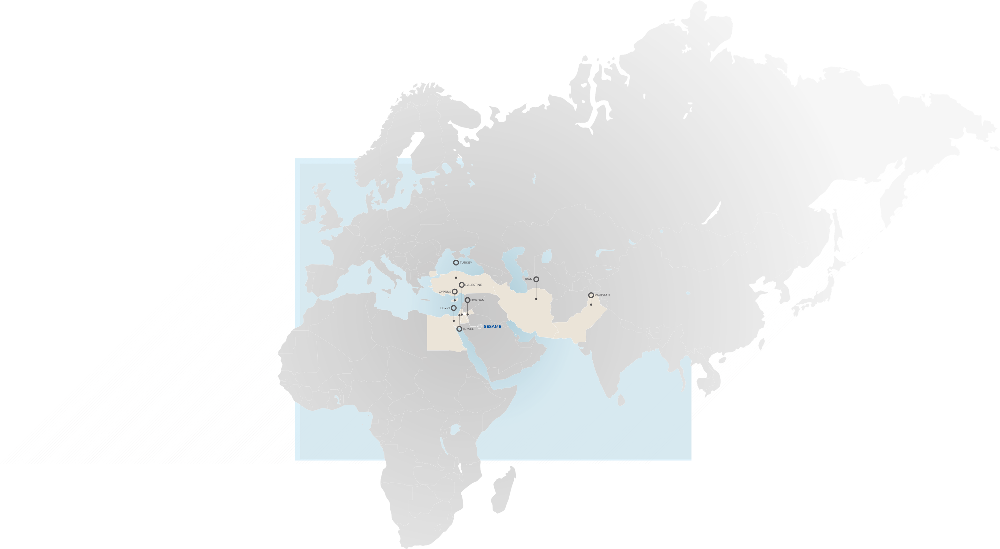 TURKEY
IRAN
PALESTINE
CYPRUS
PAKISTAN
JORDAN
EGYPT
SESAME
ISRAEL